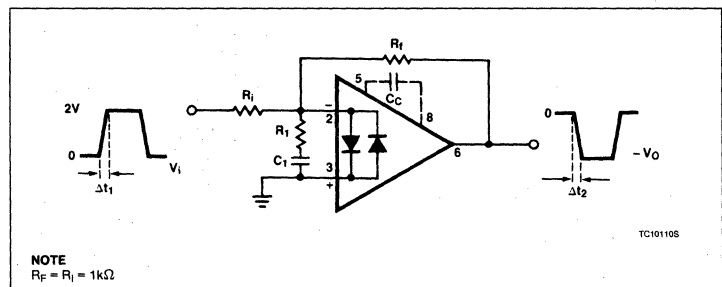 Rf
5
CC
8
2V
Ri
−
2
R1
6
0
0
Vi
C1
3
+
−VO
Δt1
Δt2
TC10110S
NOTE
RF = RI = 1kΩ